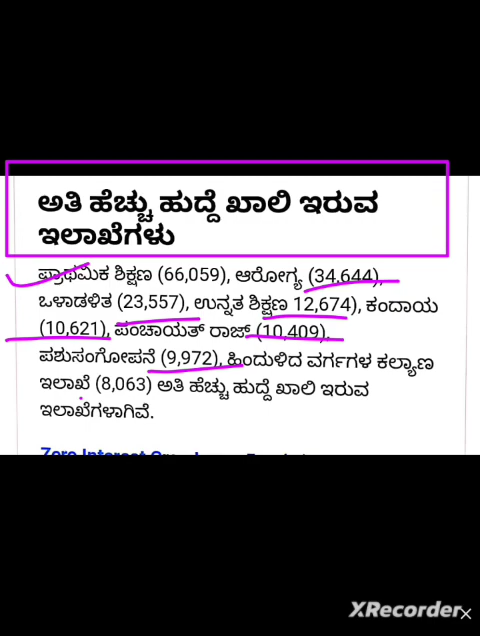 ಅತಿ ಹೆಚ್ಚು ಹುದ್ದೆ ಖಾಲಿ ಇರುವ
ಇಲಾಖೆಗಳು
ಪ್ರಾಥಮಿಕ ಶಿಕ್ಷಣ (66,059), ಆರೋಗ್ಯ (34,644),
ಒಳಾಡಳಿತ (23,557), ಉನ್ನತ ಶಿಕ್ಷಣ 12,674), ಕಂದಾಯ
(10,621), ಪಂಚಾಯತ್ ರಾಜ್ (10,409),
ಪಶುಸಂಗೋಪನೆ (9,972), ಹಿಂದುಳಿದ ವರ್ಗಗಳ ಕಲ್ಯಾಣ
ಇಲಾಖೆ (8,063) ಅತಿ ಹೆಚ್ಚು ಹುದ್ದೆ ಖಾಲಿ ಇರುವ
ಇಲಾಖೆಗಳಾಗಿವೆ.
Zero Interest
XRecorder